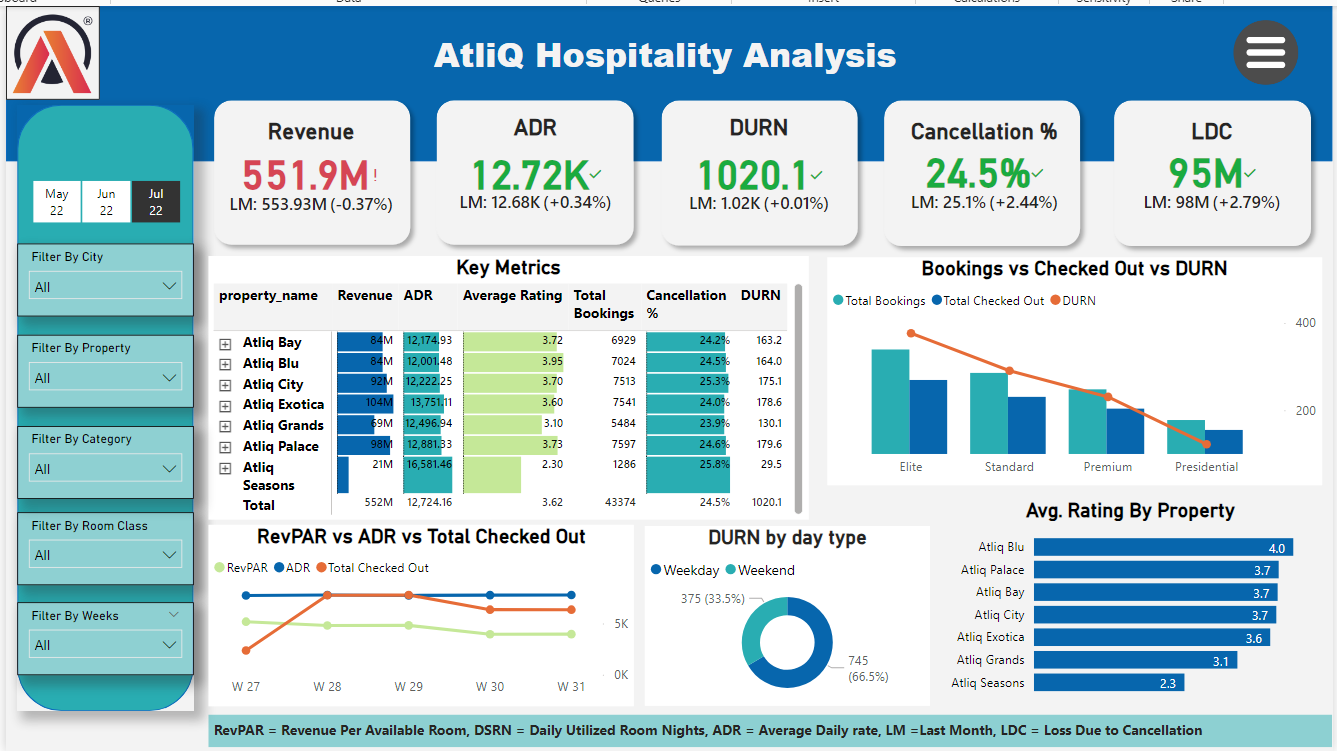 Data
Queries
Insert
Calculations
Sensitivity
Share
®
AtliQ Hospitality Analysis
Revenue
551.9M !
LM: 553.93M (-0.37%)
ADR
12.72K
LM: 12.68K (+0.34%)
DURN
1020.1
LM: 1.02K (+0.01%)
Cancellation %
24.5%
LM: 25.1% (+2.44%)
LDC
95M
LM: 98M (+2.79%)
May Jun Jul
22 22 22
Filter By City
All
Filter By Property
All
Filter By Category
All
Filter By Room Class
All
Filter By Weeks
All
Key Metrics
property_name Revenue ADR Average Rating Total Cancellation DURN
Bookings %
Atliq Bay 84M 12,174.93 3.72 6929 24.2% 163.2
Atliq Blu 84M 12,001.48 3.95 7024 24.5% 164.0
Atliq City 92M 12,222.25 3.70 7513 25.3% 175.1
Atliq Exotica 104M 13,751.11 3.60 7541 24.0% 178.6
Atliq Grands 69M 12,496.94 3.10 5484 23.9% 130.1
Atliq Palace 98M 12,881.33 3.73 7597 24.6% 179.6
Atliq 21M 16,581.46 2.30 1286 25.8% 29.5
Seasons
Total 552M 12,724.16 3.62 43374 24.5% 1020.1
Bookings vs Checked Out vs DURN
Total Bookings Total Checked Out DURN
400
200
Elite Standard Premium Presidential
RevPAR vs ADR vs Total Checked Out
RevPAR ADR Total Checked Out
5K
0K
W 27 W 28 W 29 W 30 W 31
DURN by day type
Weekday Weekend
375 (33.5%)
745
(66.5%)
Avg. Rating By Property
Atliq Blu 4.0
Atliq Palace 3.7
Atliq Bay 3.7
Atliq City 3.7
Atliq Exotica 3.6
Atliq Grands 3.1
Atliq Seasons 2.3
RevPAR = Revenue Per Available Room, DSRN = Daily Utilized Room Nights, ADR = Average Daily rate, LM =Last Month, LDC = Loss Due to Cancellation